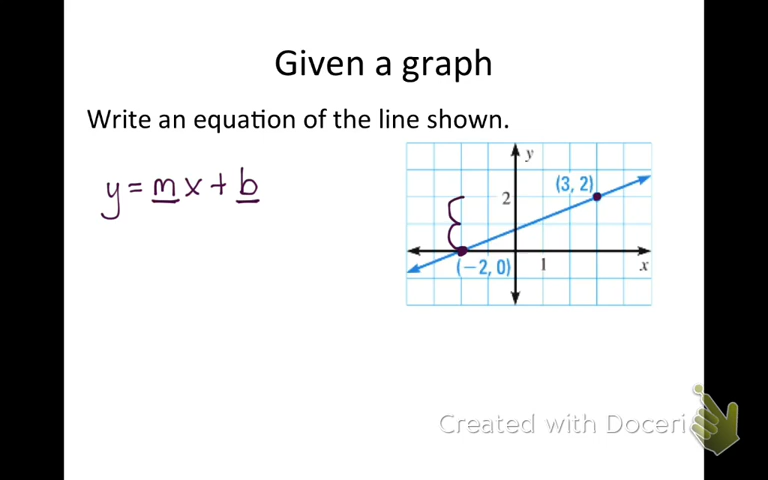 Given a graph
Write an equation of the line shown.
y = mx + b
y
(3, 2)
2
(−2, 0)
1
x
Created with Doceri